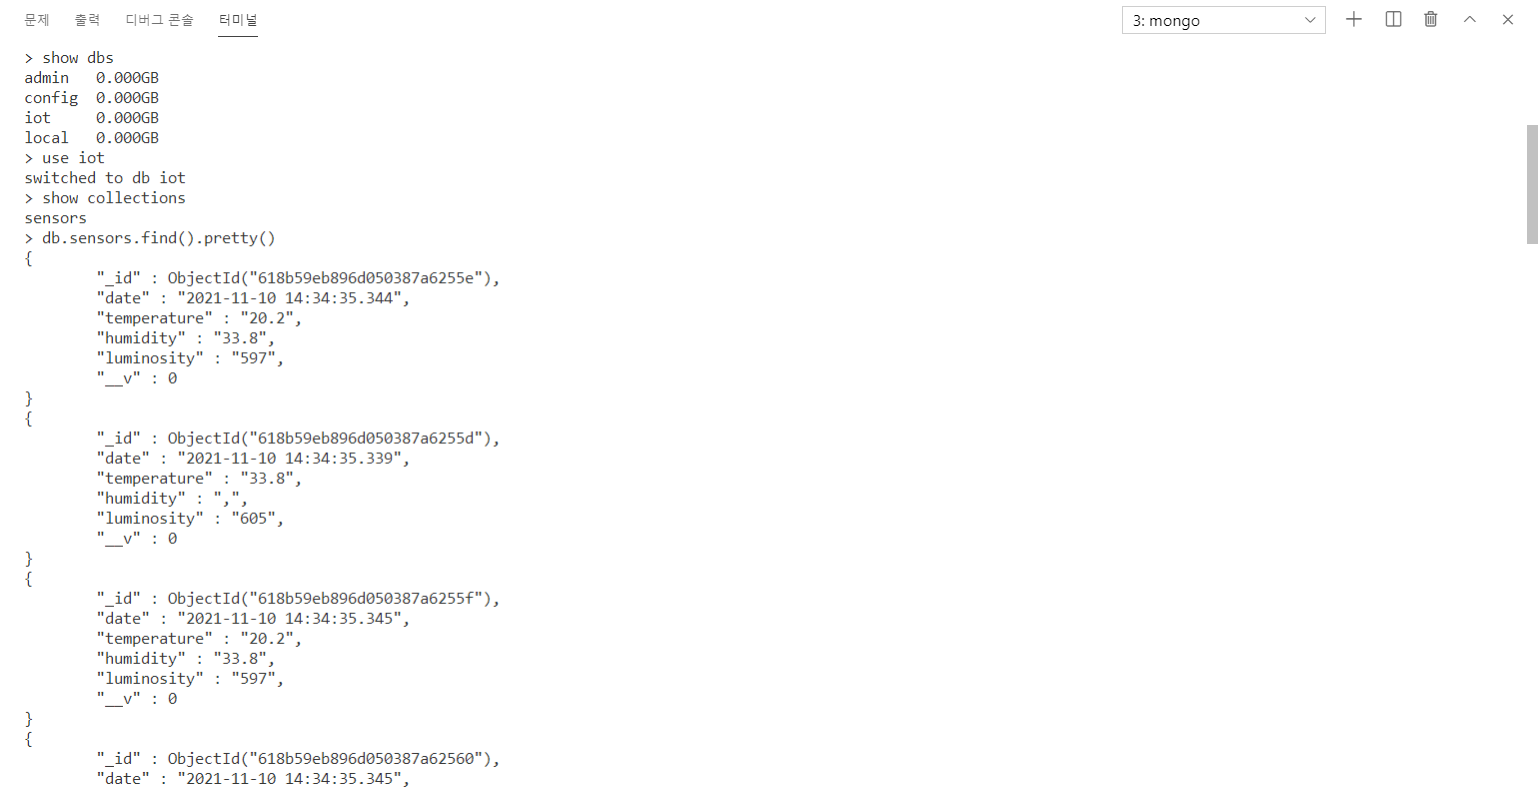 문제 출력 디버그 콘솔 터미널 3: mongo
> show dbs
admin   0.000GB
config  0.000GB
iot     0.000GB
local   0.000GB
> use iot
switched to db iot
> show collections
sensors
> db.sensors.find().pretty()
{
        "_id" : ObjectId("618b59eb896d050387a6255e"),
        "date" : "2021-11-10 14:34:35.344",
        "temperature" : "20.2",
        "humidity" : "33.8",
        "luminosity" : "597",
        "__v" : 0
}
{
        "_id" : ObjectId("618b59eb896d050387a6255d"),
        "date" : "2021-11-10 14:34:35.339",
        "temperature" : "33.8",
        "humidity" : ",",
        "luminosity" : "605",
        "__v" : 0
}
{
        "_id" : ObjectId("618b59eb896d050387a6255f"),
        "date" : "2021-11-10 14:34:35.345",
        "temperature" : "20.2",
        "humidity" : "33.8",
        "luminosity" : "597",
        "__v" : 0
}
{
        "_id" : ObjectId("618b59eb896d050387a62560"),
        "date" : "2021-11-10 14:34:35.345",